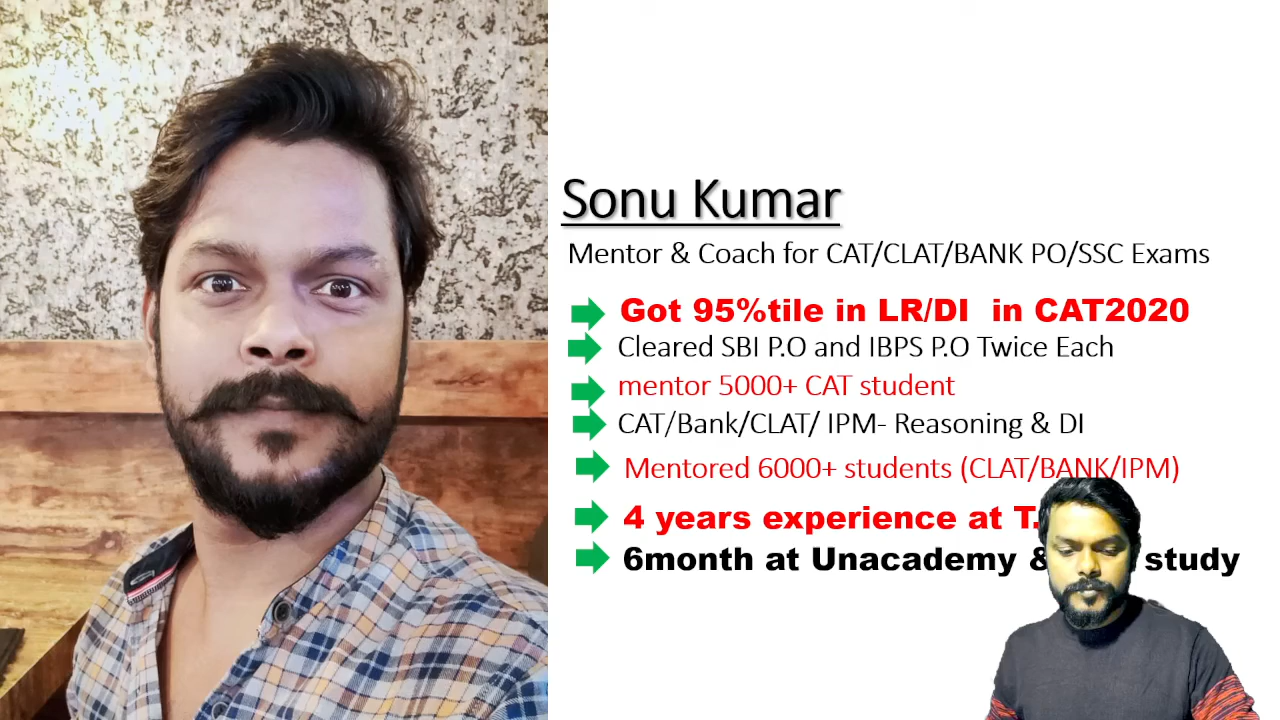 Sonu Kumar
Mentor & Coach for CAT/CLAT/BANK PO/SSC Exams
Got 95%tile in LR/DI in CAT2020
Cleared SBI P.O and IBPS P.O Twice Each
mentor 5000+ CAT student
CAT/Bank/CLAT/ IPM- Reasoning & DI
Mentored 6000+ students (CLAT/BANK/IPM)
4 years experience at T.
6month at Unacademy & study